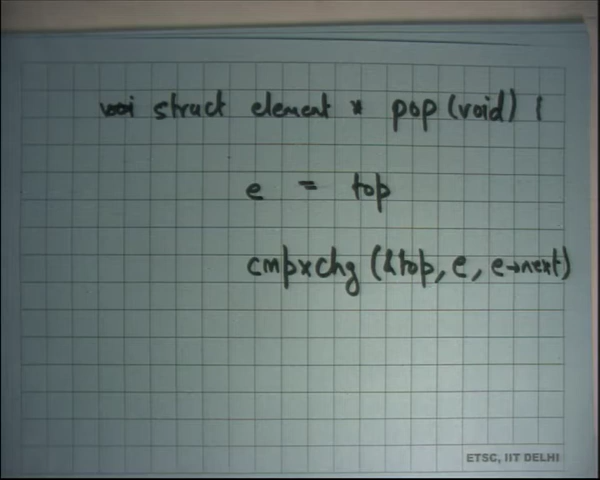 struct element * pop (void) {
e = top
cmpxchg (&top, e, e→next)
ETSC, IIT DELHI